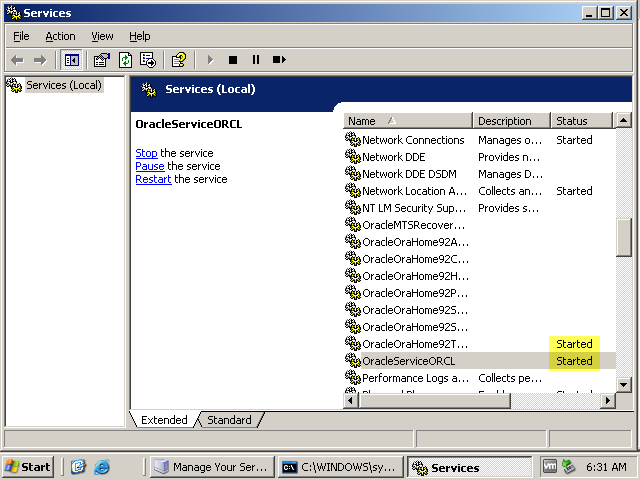 Services
File Action View Help
Services (Local)
Services (Local)
OracleServiceORCL
Stop the service
Pause the service
Restart the service
Name Description Status
Network Connections Manages o... Started
Network DDE Provides n...
Network DDE DSDM Manages D...
Network Location A... Collects an... Started
NT LM Security Sup... Provides s...
OracleMTSRecover...
OracleOraHome92A...
OracleOraHome92C...
OracleOraHome92H...
OracleOraHome92P...
OracleOraHome92S...
OracleOraHome92S...
OracleOraHome92T... Started
OracleServiceORCL Started
Performance Logs a... Collects pe...
Extended Standard
Start Manage Your Ser... C:\WINDOWS\sy... Services vm 6:31 AM